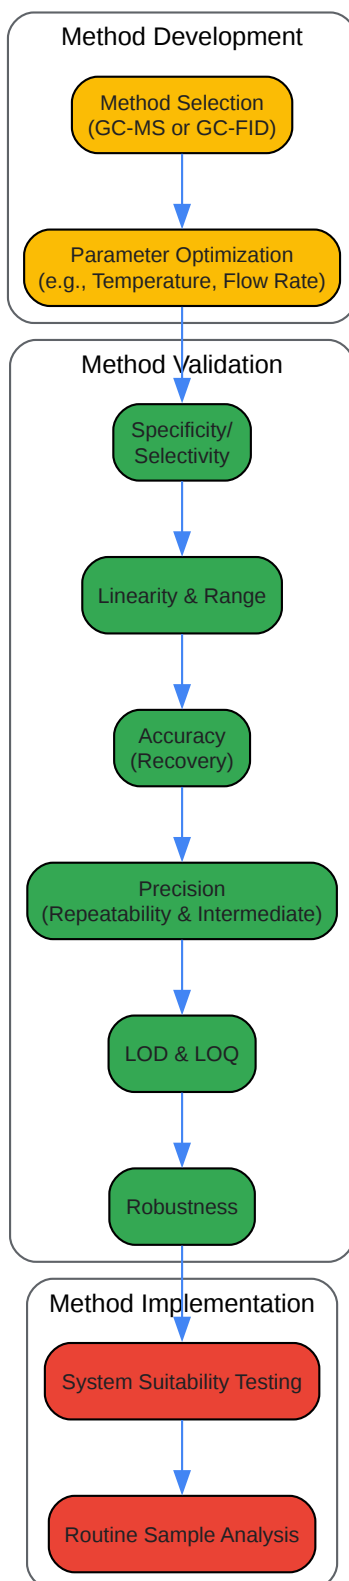 Method Development
Method Selection
(GC-MS or GC-FID)
Parameter Optimization
(e.g., Temperature, Flow Rate)
Method Validation
Specificity/
Selectivity
Linearity & Range
Accuracy
(Recovery)
Precision
(Repeatability & Intermediate)
LOD & LOQ
Robustness
Method Implementation
System Suitability Testing
Routine Sample Analysis